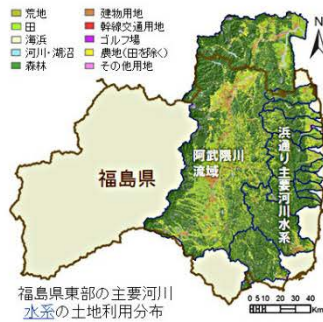 荒地
田
海浜
河川・湖沼
森林
建物用地
幹線交通用地
ゴルフ場
農地(田を除く)
その他用地
N
福島県
阿武隈川
流域
浜通り主要河川水系
福島県東部の主要河川
水系の土地利用分布
0 5 10 20 30 40
Km